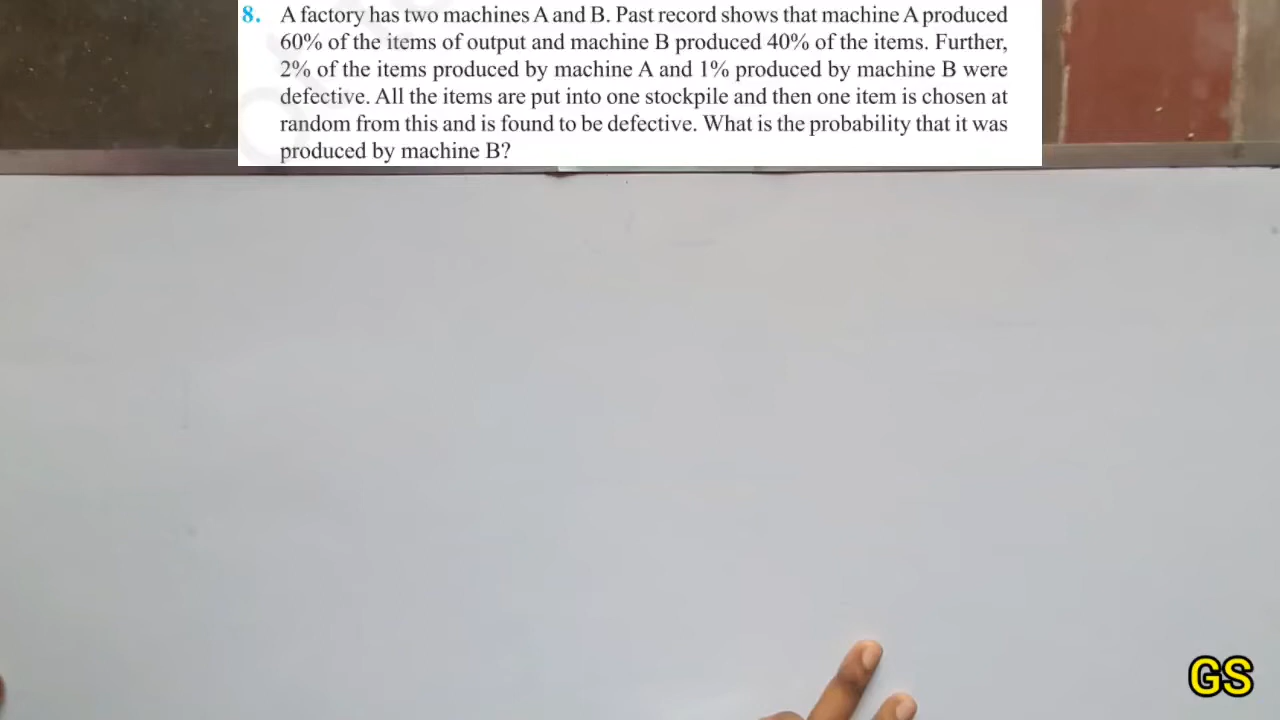 8. A factory has two machines A and B. Past record shows that machine A produced
60% of the items of output and machine B produced 40% of the items. Further,
2% of the items produced by machine A and 1% produced by machine B were
defective. All the items are put into one stockpile and then one item is chosen at
random from this and is found to be defective. What is the probability that it was
produced by machine B?
GS